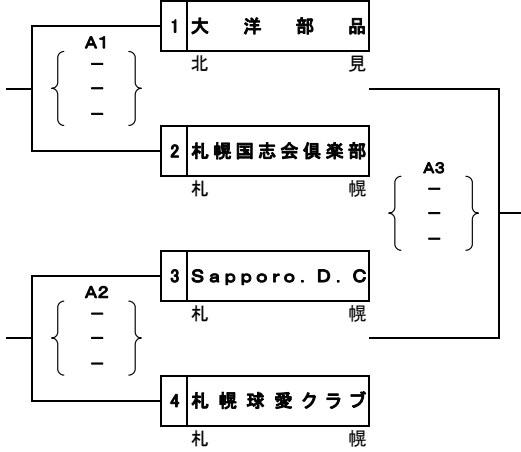 1 大洋部品
北見
A1
－
－
－
2 札幌国志会倶楽部
札幌
A3
－
－
－
3 Ｓａｐｐｏｒｏ．Ｄ．Ｃ
札幌
A2
－
－
－
4 札幌球愛クラブ
札幌